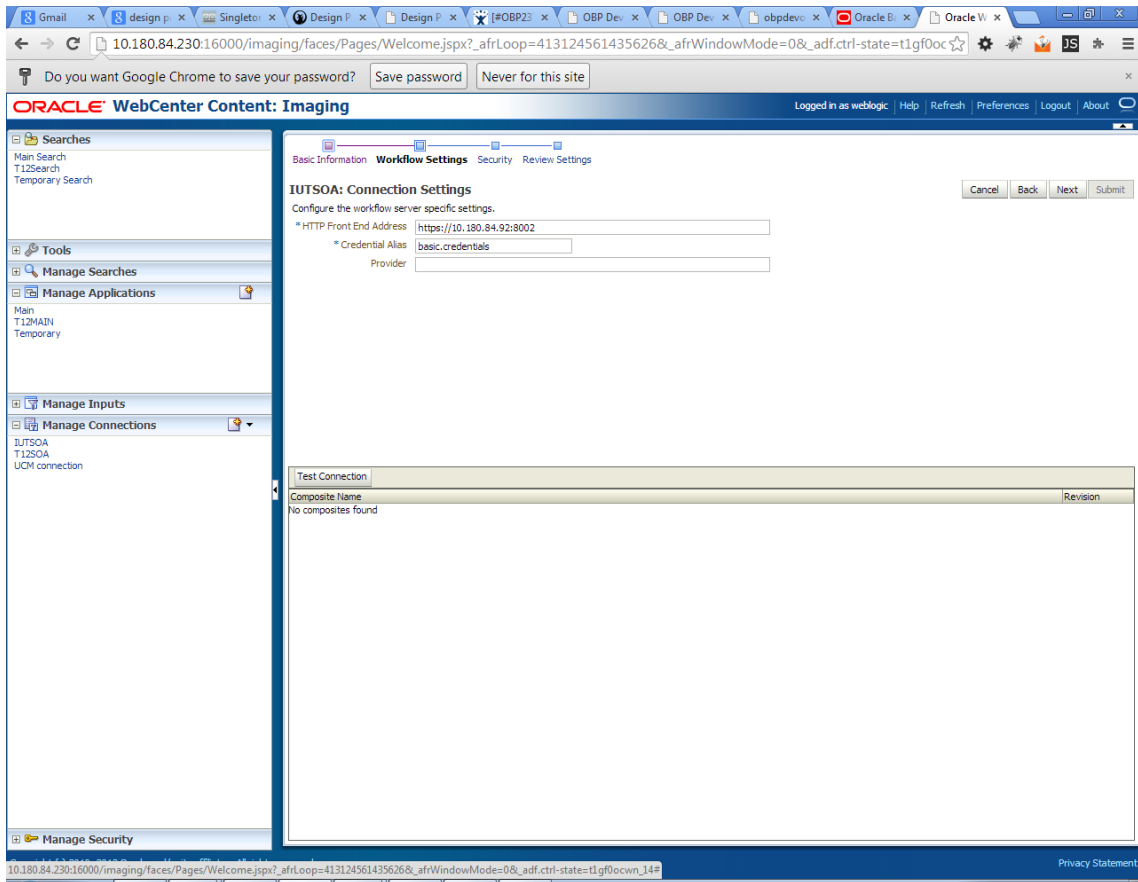 Gmail design p Singleto Design P Design P [#OBP23 OBP Dev OBP Dev obpdevo Oracle B Oracle W
10.180.84.230:16000/imaging/faces/Pages/Welcome.jspx?_afrLoop=413124561435626&_afrWindowMode=0&_adf.ctrl-state=t1gf0oc
Do you want Google Chrome to save your password? Save password Never for this site
ORACLE WebCenter Content: Imaging
Logged in as weblogic Help Refresh Preferences Logout About
Searches
Main Search
T12Search
Temporary Search
Tools
Manage Searches
Manage Applications
Main
T12MAIN
Temporary
Manage Inputs
Manage Connections
IUTSOA
T12SOA
UCM connection
Manage Security
Basic Information Workflow Settings Security Review Settings
IUTSOA: Connection Settings
Cancel Back Next Submit
Configure the workflow server specific settings.
* HTTP Front End Address https://10.180.84.92:8002
* Credential Alias basic.credentials
Provider
Test Connection
Composite Name Revision
No composites found
Privacy Statement
10.180.84.230:16000/imaging/faces/Pages/Welcome.jspx?_afrLoop=413124561435626&_afrWindowMode=0&_adf.ctrl-state=t1gf0ocwn_14#